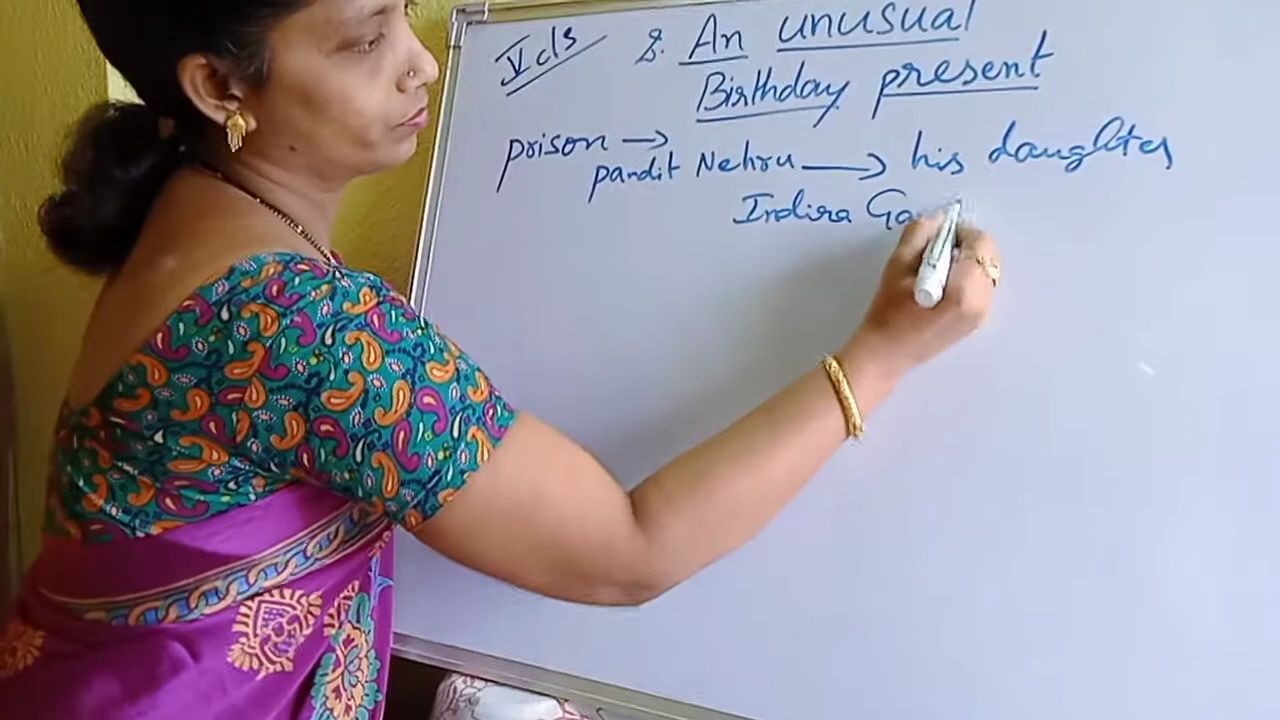 V cls 8. An unusual
Birthday present
prison →
pandit Nehru → his daughter
Indira Ga